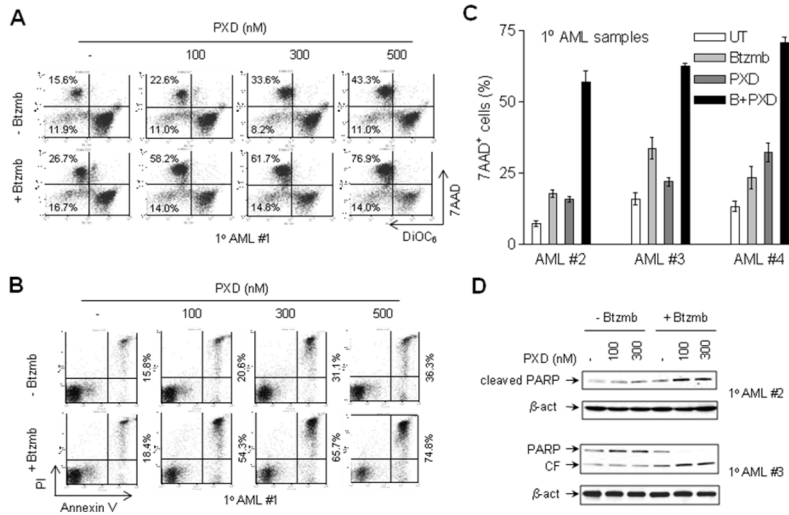 A
PXD (nM)
- 100 300 500
- Btzmb
15.6% 22.6% 33.6% 43.3%
11.9% 11.0% 8.2% 11.0%
+ Btzmb
26.7% 58.2% 61.7% 76.9%
16.7% 14.0% 14.8% 14.0%
7AAD
DiOC6
1º AML #1
B
PXD (nM)
- 100 300 500
- Btzmb
15.8% 20.6% 31.1% 36.3%
+ Btzmb
18.4% 54.3% 65.7% 74.8%
PI
Annexin V
1º AML #1
C
1º AML samples
UT
Btzmb
PXD
B+PXD
7AAD+ cells (%)
75
50
25
0
AML #2 AML #3 AML #4
D
- Btzmb + Btzmb
PXD (nM) - 100 300 - 100 300
cleaved PARP
1º AML #2
β-act
PARP
CF
1º AML #3
β-act